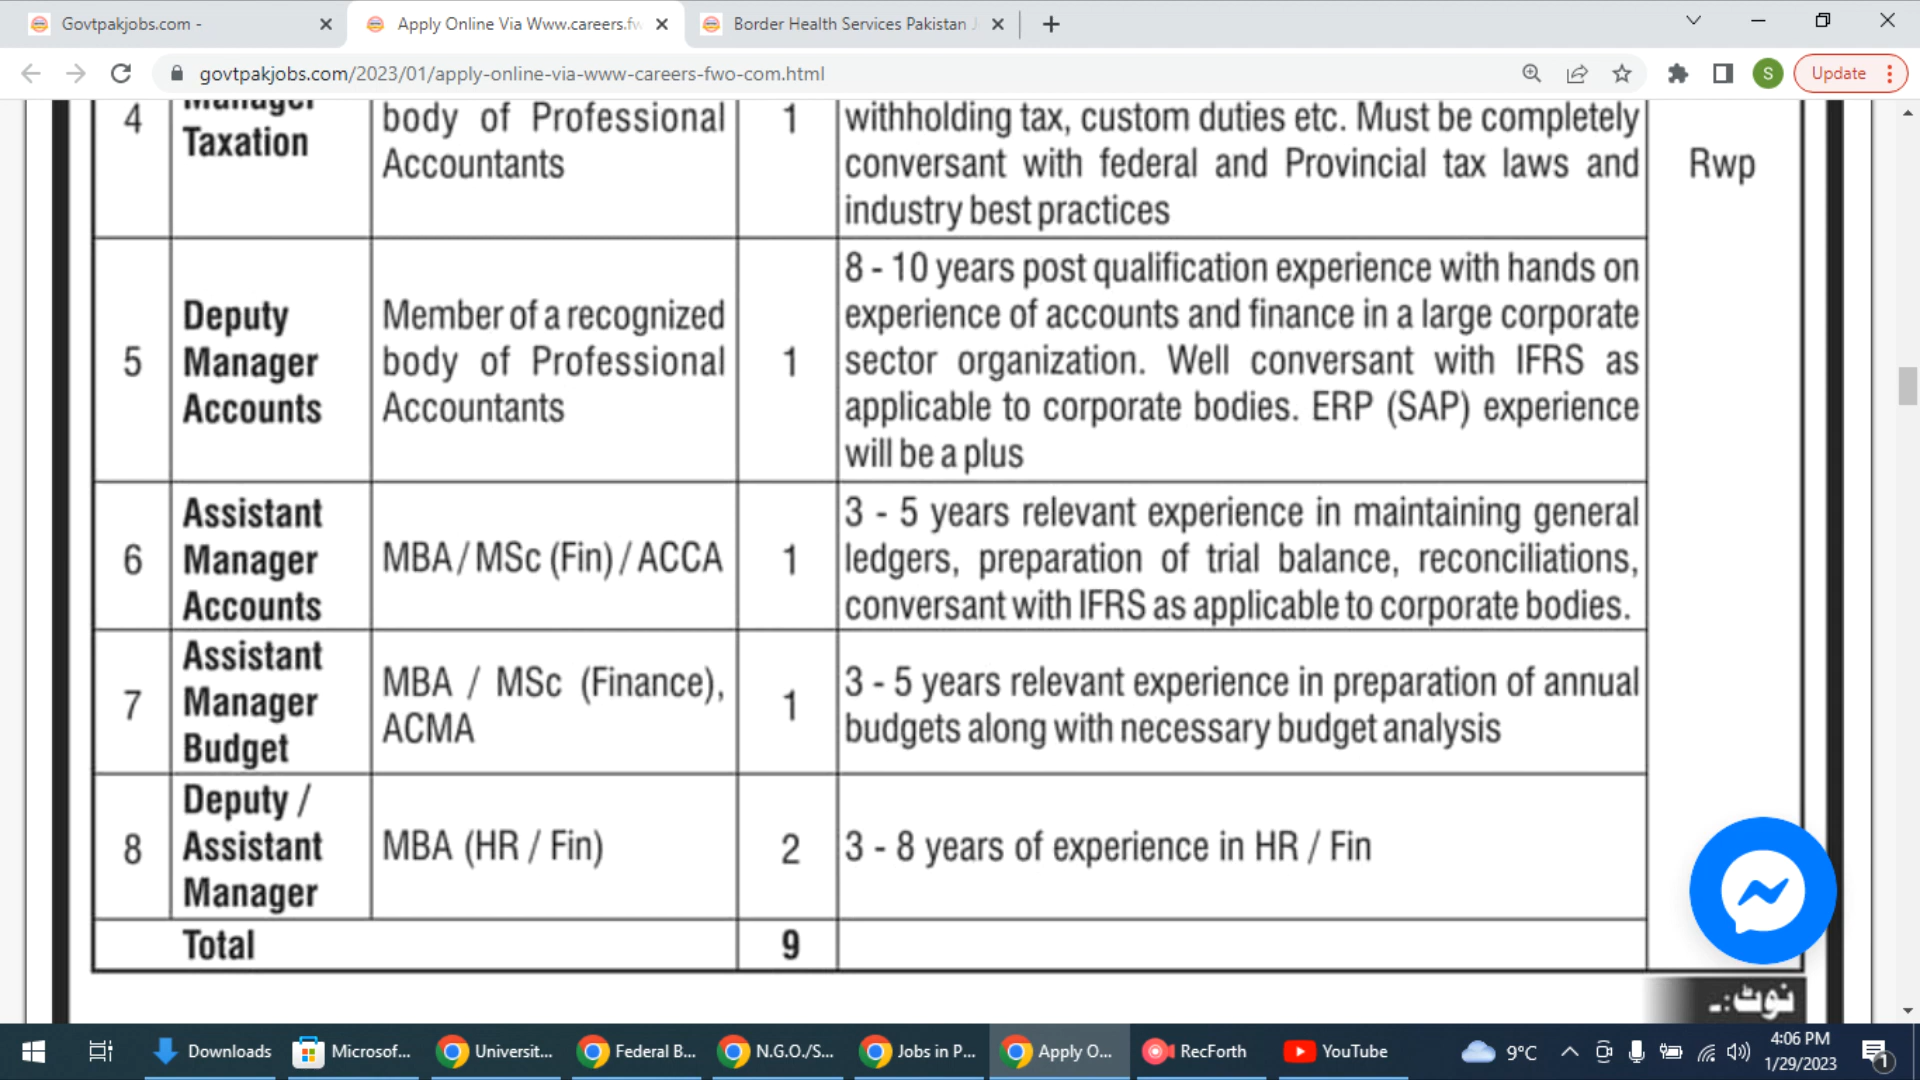 Govtpakjobs.com -
Apply Online Via Www.careers.fw
Border Health Services Pakistan J
govtpakjobs.com/2023/01/apply-online-via-www-careers-fwo-com.html
S
Update
4
Manager
Taxation
body of Professional
Accountants
1
withholding tax, custom duties etc. Must be completely
conversant with federal and Provincial tax laws and
industry best practices
Rwp
5
Deputy
Manager
Accounts
Member of a recognized
body of Professional
Accountants
1
8 - 10 years post qualification experience with hands on
experience of accounts and finance in a large corporate
sector organization. Well conversant with IFRS as
applicable to corporate bodies. ERP (SAP) experience
will be a plus
6
Assistant
Manager
Accounts
MBA / MSc (Fin) / ACCA
1
3 - 5 years relevant experience in maintaining general
ledgers, preparation of trial balance, reconciliations,
conversant with IFRS as applicable to corporate bodies.
7
Assistant
Manager
Budget
MBA / MSc (Finance),
ACMA
1
3 - 5 years relevant experience in preparation of annual
budgets along with necessary budget analysis
8
Deputy /
Assistant
Manager
MBA (HR / Fin)
2
3 - 8 years of experience in HR / Fin
Total
9
نوٹ:۔
Downloads
Microsof...
Universit...
Federal B...
N.G.O./S...
Jobs in P...
Apply O...
RecForth
YouTube
9°C
4:06 PM
1/29/2023
1